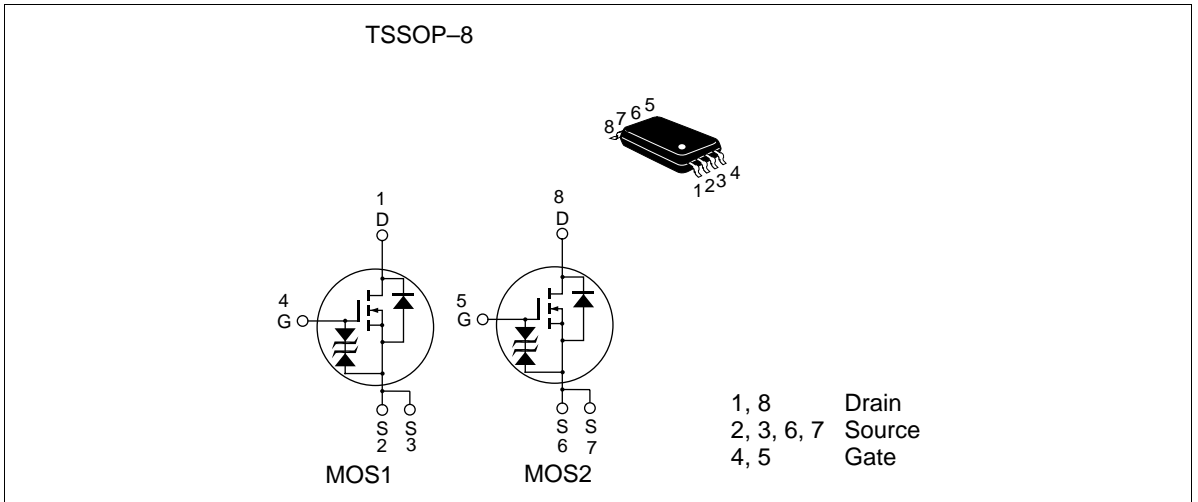 TSSOP–8
8 7 6 5
1 2 3 4
1
D
8
D
4
G
5
G
S S
2 3
S S
6 7
MOS1 MOS2
1, 8 Drain
2, 3, 6, 7 Source
4, 5 Gate